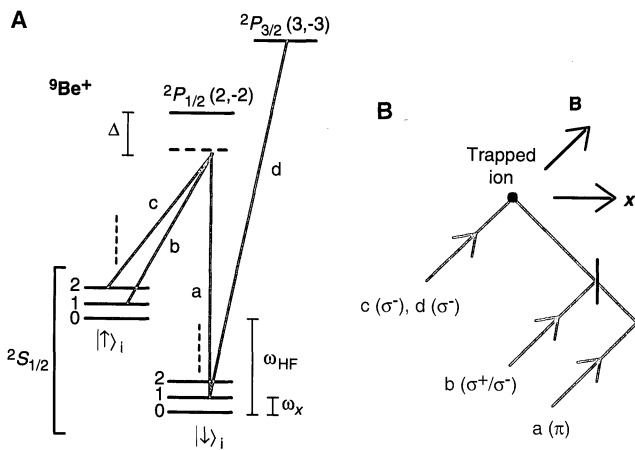 A
²P₃/₂ (3,-3)
⁹Be⁺
²P₁/₂ (2,-2)
Δ
d
c
b
a
2
1
0
|↑⟩ᵢ
²S₁/₂
2
1
0
ω_HF
ωₓ
|↓⟩ᵢ
B
B
Trapped
ion
x
c (σ⁻), d (σ⁻)
b (σ⁺/σ⁻)
a (π)